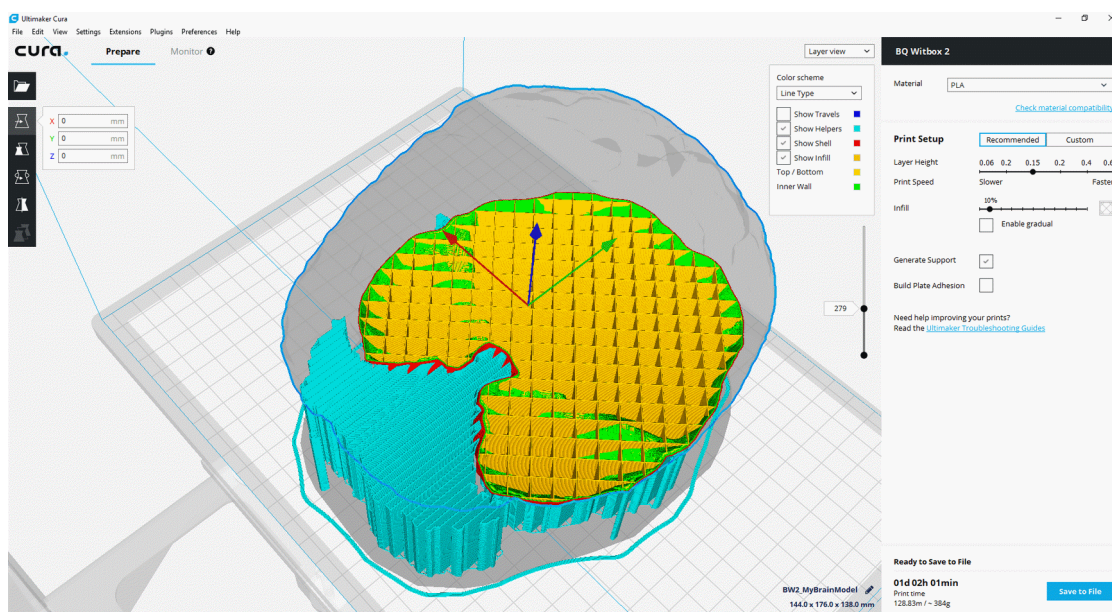 Ultimaker Cura
File Edit View Settings Extensions Plugins Preferences Help
cura.
Prepare Monitor
Layer view
X 0 mm
Y 0 mm
Z 0 mm
Color scheme
Line Type
Show Travels
Show Helpers
Show Shell
Show Infill
Top / Bottom
Inner Wall
279
BW2_MyBrainModel
144.0 x 176.0 x 138.0 mm
BQ Witbox 2
Material PLA
Check material compatibility
Print Setup Recommended Custom
Layer Height 0.06 0.2 0.15 0.2 0.4 0.6
Print Speed Slower Faster
10%
Infill
Enable gradual
Generate Support
Build Plate Adhesion
Need help improving your prints?
Read the Ultimaker Troubleshooting Guides
Ready to Save to File
01d 02h 01min
Print time
128.83m / ~ 384g
Save to File